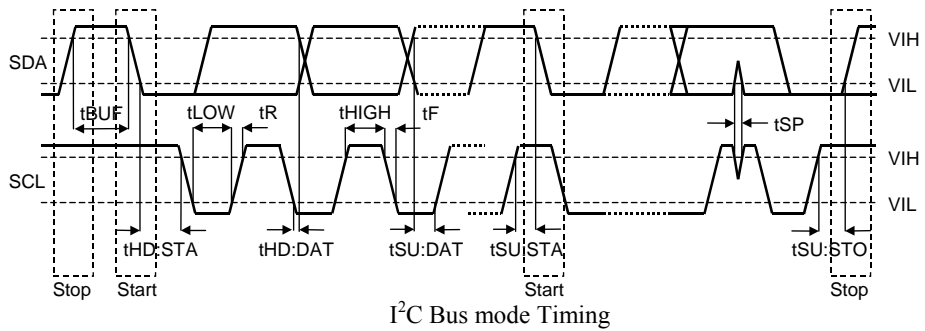 VIH
SDA
VIL
tBUF
tLOW
tR
tHIGH
tF
tSP
VIH
SCL
VIL
tHD:STA
tHD:DAT
tSU:DAT
tSU:STA
tSU:STO
Stop
Start
Start
Stop
I²C Bus mode Timing